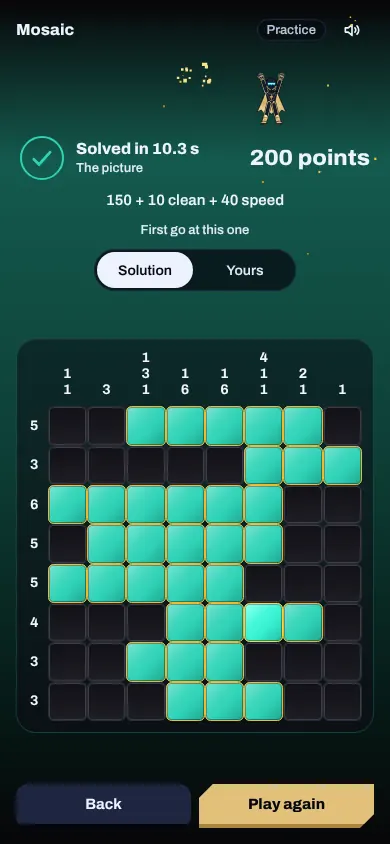 Mosaic
Practice
Solved in 10.3 s
The picture
200 points
150 + 10 clean + 40 speed
First go at this one
Solution Yours
1 4
1 3 1 1 1 2
1 3 1 6 6 1 1 1
5
3
6
5
5
4
3
3
Back Play again